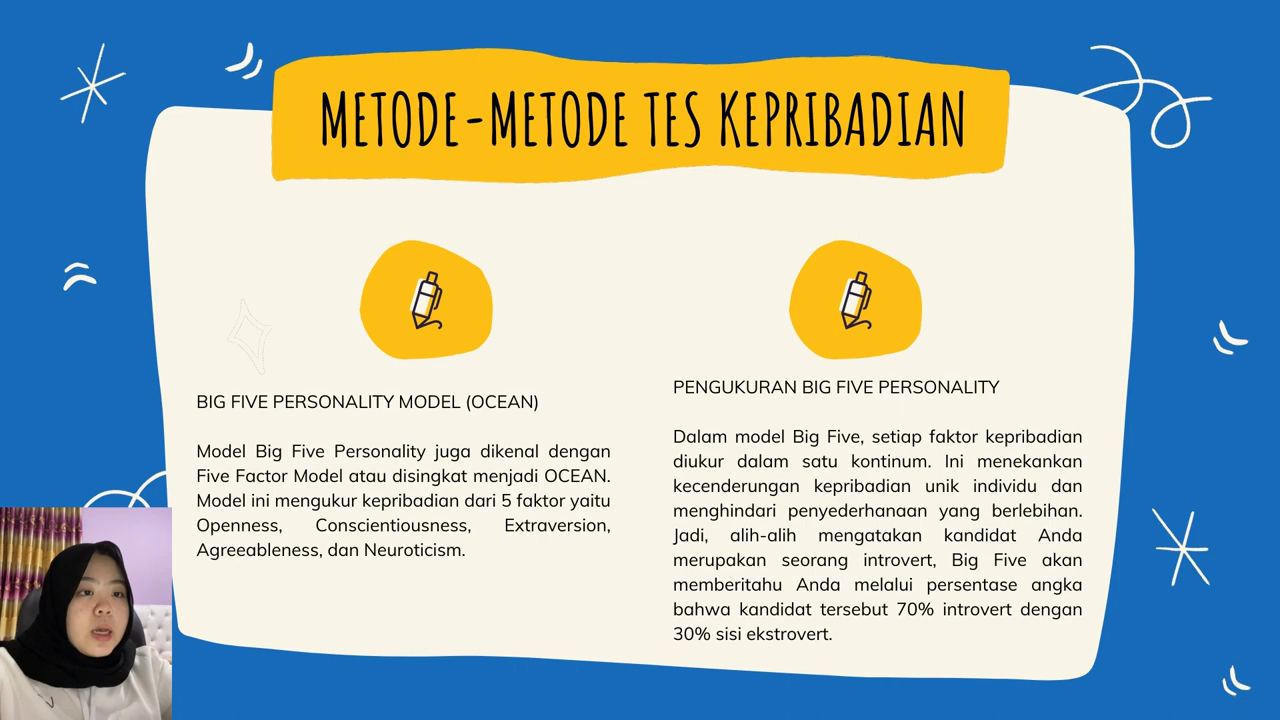 METODE-METODE TES KEPRIBADIAN
BIG FIVE PERSONALITY MODEL (OCEAN)
Model Big Five Personality juga dikenal dengan
Five Factor Model atau disingkat menjadi OCEAN.
Model ini mengukur kepribadian dari 5 faktor yaitu
Openness, Conscientiousness, Extraversion,
Agreeableness, dan Neuroticism.
PENGUKURAN BIG FIVE PERSONALITY
Dalam model Big Five, setiap faktor kepribadian
diukur dalam satu kontinum. Ini menekankan
kecenderungan kepribadian unik individu dan
menghindari penyederhanaan yang berlebihan.
Jadi, alih-alih mengatakan kandidat Anda
merupakan seorang introvert, Big Five akan
memberitahu Anda melalui persentase angka
bahwa kandidat tersebut 70% introvert dengan
30% sisi ekstrovert.